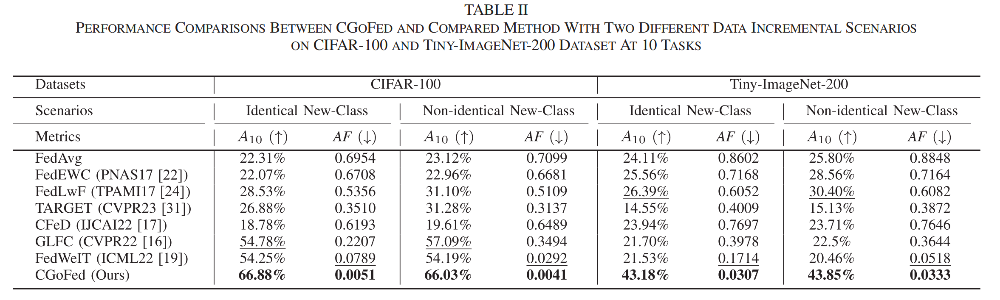 TABLE II
PERFORMANCE COMPARISONS BETWEEN CGOFED AND COMPARED METHOD WITH TWO DIFFERENT DATA INCREMENTAL SCENARIOS
ON CIFAR-100 AND TINY-IMAGENET-200 DATASET AT 10 TASKS
Datasets CIFAR-100 Tiny-ImageNet-200
Scenarios Identical New-Class Non-identical New-Class Identical New-Class Non-identical New-Class
Metrics A10 (↑) AF (↓) A10 (↑) AF (↓) A10 (↑) AF (↓) A10 (↑) AF (↓)
FedAvg 22.31% 0.6954 23.12% 0.7099 24.11% 0.8602 25.80% 0.8848
FedEWC (PNAS17 [22]) 22.07% 0.6708 22.96% 0.6681 25.56% 0.7168 28.56% 0.7164
FedLwF (TPAMI17 [24]) 28.53% 0.5356 31.10% 0.5109 26.39% 0.6052 30.40% 0.6082
TARGET (CVPR23 [31]) 26.88% 0.3510 31.28% 0.3137 14.55% 0.4009 15.13% 0.3872
CFeD (IJCAI22 [17]) 18.78% 0.6193 19.61% 0.6489 23.94% 0.7697 23.71% 0.7646
GLFC (CVPR22 [16]) 54.78% 0.2207 57.09% 0.3494 21.70% 0.3978 22.5% 0.3644
FedWeIT (ICML22 [19]) 54.25% 0.0789 54.19% 0.0292 21.53% 0.1714 20.46% 0.0518
CGoFed (Ours) 66.88% 0.0051 66.03% 0.0041 43.18% 0.0307 43.85% 0.0333